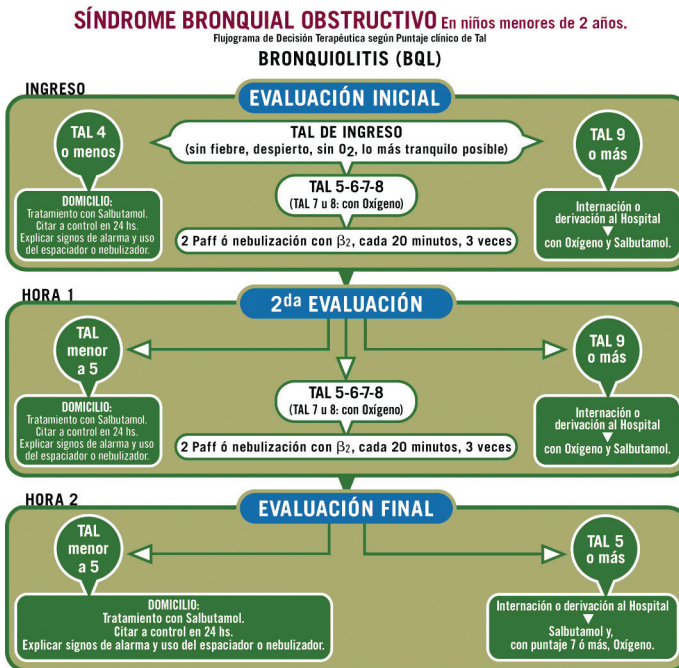 SÍNDROME BRONQUIAL OBSTRUCTIVO En niños menores de 2 años.
Flujograma de Decisión Terapéutica según Puntaje clínico de Tal
BRONQUIOLITIS (BQL)
INGRESO
EVALUACIÓN INICIAL
TAL 4
o menos
TAL DE INGRESO
(sin fiebre, despierto, sin O2, lo más tranquilo posible)
TAL 9
o más
DOMICILIO:
Tratamiento con Salbutamol.
Citar a control en 24 hs.
Explicar signos de alarma y uso
del espaciador o nebulizador.
TAL 5-6-7-8
(TAL 7 u 8: con Oxígeno)
2 Paff ó nebulización con β2, cada 20 minutos, 3 veces
Internación o
derivación al Hospital
con Oxígeno y Salbutamol.
HORA 1
2da EVALUACIÓN
TAL
menor
a 5
TAL 9
o más
DOMICILIO:
Tratamiento con Salbutamol.
Citar a control en 24 hs.
Explicar signos de alarma y uso
del espaciador o nebulizador.
TAL 5-6-7-8
(TAL 7 u 8: con Oxígeno)
2 Paff ó nebulización con β2, cada 20 minutos, 3 veces
Internación o
derivación al Hospital
con Oxígeno y Salbutamol.
HORA 2
EVALUACIÓN FINAL
TAL
menor
a 5
TAL 5
o más
DOMICILIO:
Tratamiento con Salbutamol.
Citar a control en 24 hs.
Explicar signos de alarma y uso del espaciador o nebulizador.
Internación o derivación al Hospital
Salbutamol y,
con puntaje 7 ó más, Oxígeno.